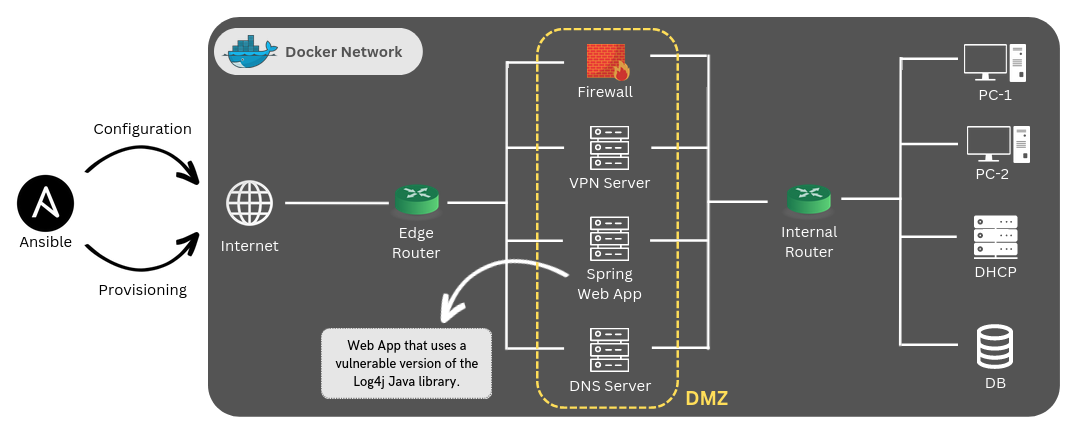 Docker Network
Configuration
Ansible
Provisioning
Internet
Edge
Router
Firewall
VPN Server
Spring
Web App
DNS Server
DMZ
Web App that uses a
vulnerable version of the
Log4j Java library.
Internal
Router
PC-1
PC-2
DHCP
DB